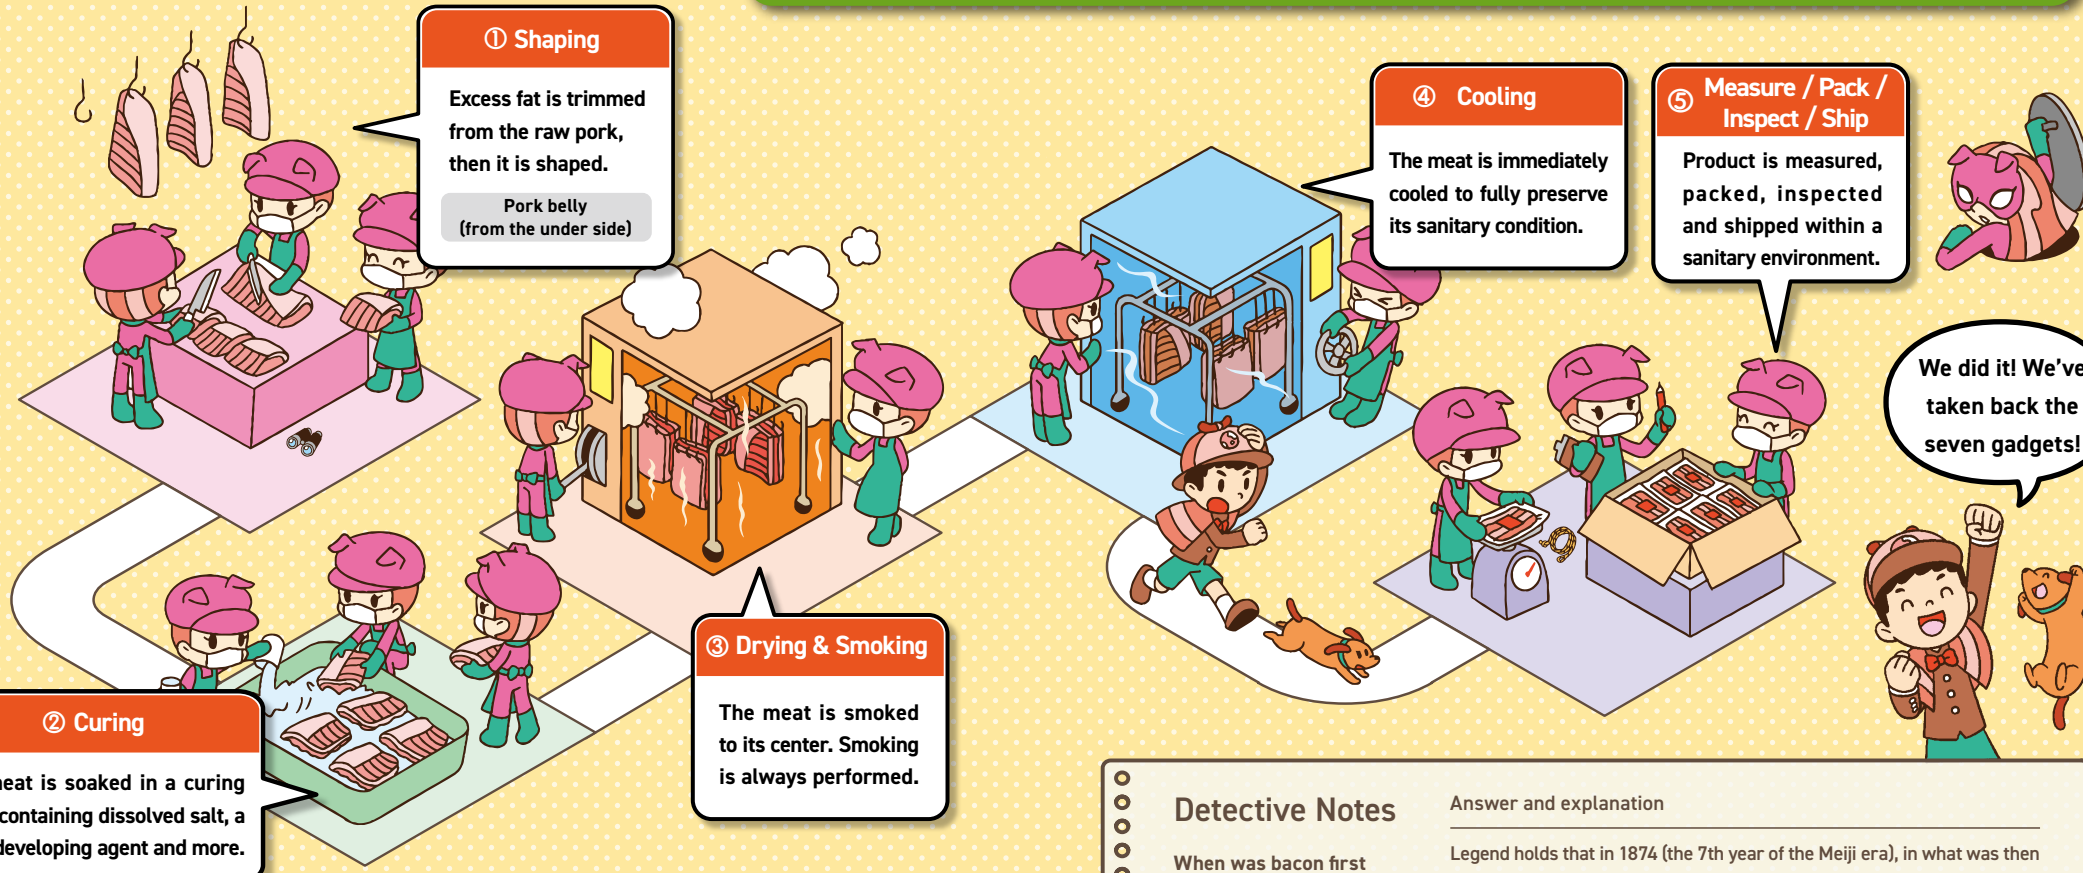 ① Shaping
Excess fat is trimmed
from the raw pork,
then it is shaped.
Pork belly
(from the under side)
② Curing
eat is soaked in a curing
containing dissolved salt, a
developing agent and more.
③ Drying & Smoking
The meat is smoked
to its center. Smoking
is always performed.
④ Cooling
The meat is immediately
cooled to fully preserve
its sanitary condition.
⑤ Measure / Pack /
Inspect / Ship
Product is measured,
packed, inspected
and shipped within a
sanitary environment.
We did it! We've
taken back the
seven gadgets!
Detective Notes
When was bacon first
Answer and explanation
Legend holds that in 1874 (the 7th year of the Meiji era), in what was then